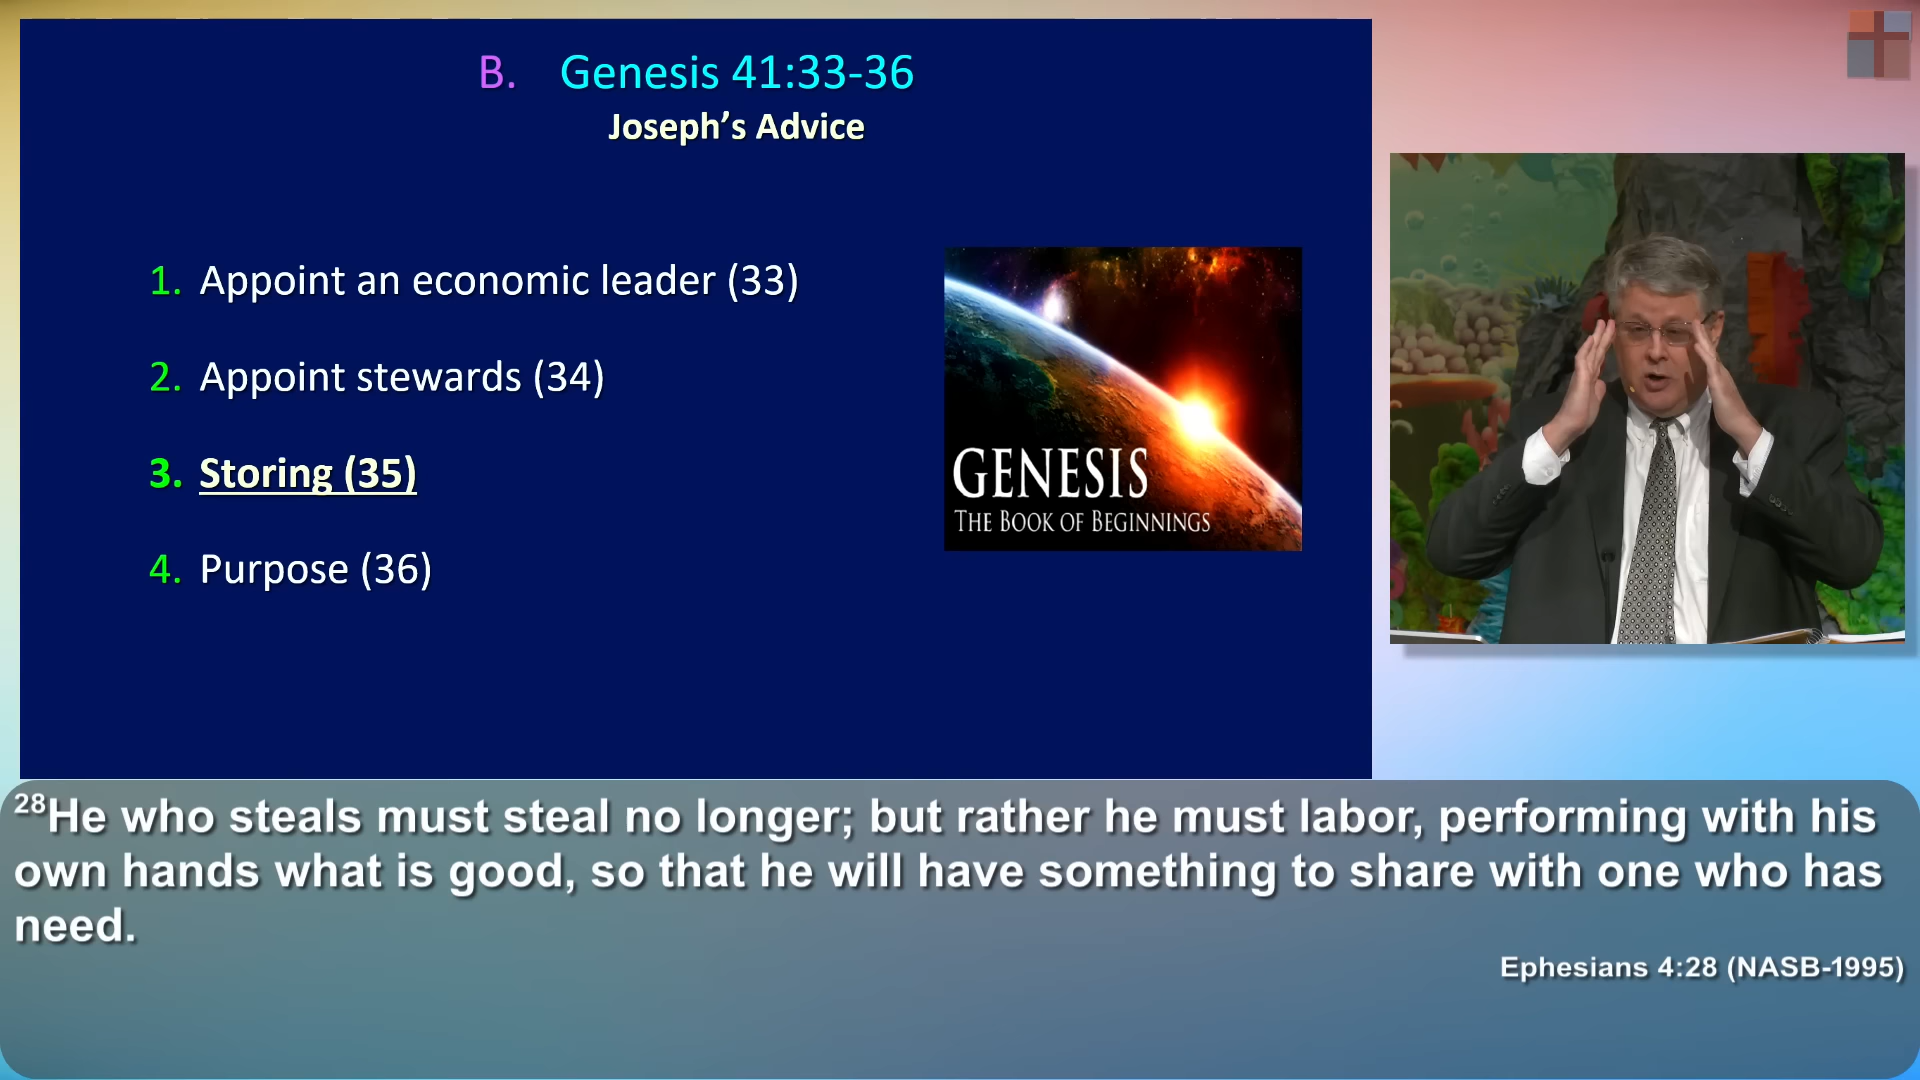 B. Genesis 41:33-36
Joseph’s Advice
1. Appoint an economic leader (33)
2. Appoint stewards (34)
3. Storing (35)
4. Purpose (36)
GENESIS
THE BOOK OF BEGINNINGS
28He who steals must steal no longer; but rather he must labor, performing with his
own hands what is good, so that he will have something to share with one who has
need.
Ephesians 4:28 (NASB-1995)